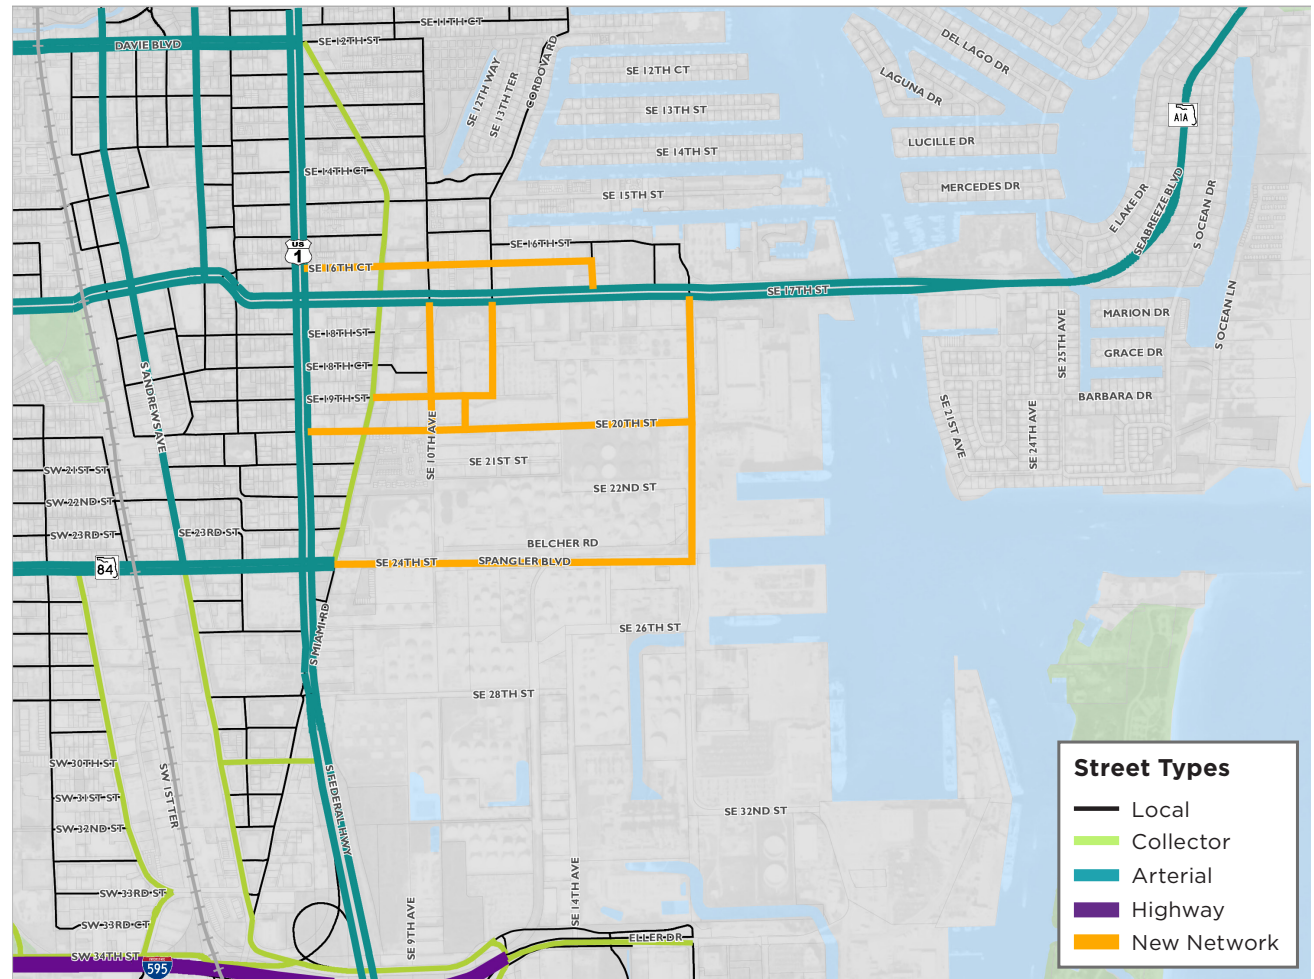 SE 11TH CT
SE 12TH ST
DAVIE BLVD
SE 12TH WAY
SE 13TH TER
CORDOVA RD
SE 12TH CT
SE 13TH ST
SE 14TH ST
SE 15TH ST
DEL LAGO DR
LAGUNA DR
LUCILLE DR
MERCEDES DR
A1A
E LAKE DR
SEABREEZE BLVD
S OCEAN DR
S OCEAN LN
SE 14TH CT
US
1
SE 16TH ST
SE 16TH CT
SE 17TH ST
SE 18TH ST
SE 18TH CT
SE 19TH ST
S ANDREWS AVE
SE 10TH AVE
SE 20TH ST
SE 21ST ST
SE 22ND ST
MARION DR
GRACE DR
BARBARA DR
SE 25TH AVE
SE 24TH AVE
SE 21ST AVE
SW 21ST ST
SW 22ND ST
SW 23RD ST
SE 23RD ST
BELCHER RD
84
SE 24TH ST
SPANGLER BLVD
S MIAMI RD
SE 26TH ST
SE 28TH ST
SW 30TH ST
SW 31ST ST
SW 32ND ST
SW 1ST TER
S FEDERAL HWY
SE 32ND ST
SW 33RD ST
SW 33RD CT
SE 9TH AVE
SE 14TH AVE
ELLER DR
SW 34TH ST
595
Street Types
Local
Collector
Arterial
Highway
New Network